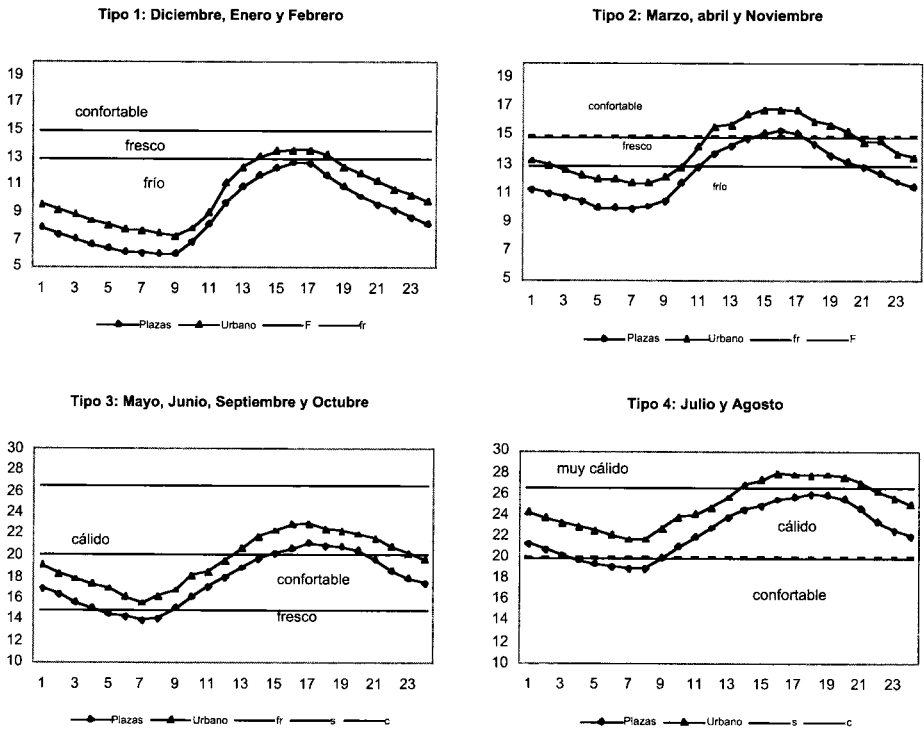 Tipo 1: Diciembre, Enero y Febrero
19
17
15
13
11
9
7
5
confortable
fresco
frío
1 3 5 7 9 11 13 15 17 19 21 23
Plazas Urbano F fr
Tipo 2: Marzo, abril y Noviembre
19
17
15
13
11
9
7
5
confortable
fresco
frío
1 3 5 7 9 11 13 15 17 19 21 23
Plazas Urbano fr F
Tipo 3: Mayo, Junio, Septiembre y Octubre
30
28
26
24
22
20
18
16
14
12
10
cálido
confortable
fresco
1 3 5 7 9 11 13 15 17 19 21 23
Plazas Urbano fr s c
Tipo 4: Julio y Agosto
30
28
26
24
22
20
18
16
14
12
10
muy cálido
cálido
confortable
1 3 5 7 9 11 13 15 17 19 21 23
Plazas Urbano s c